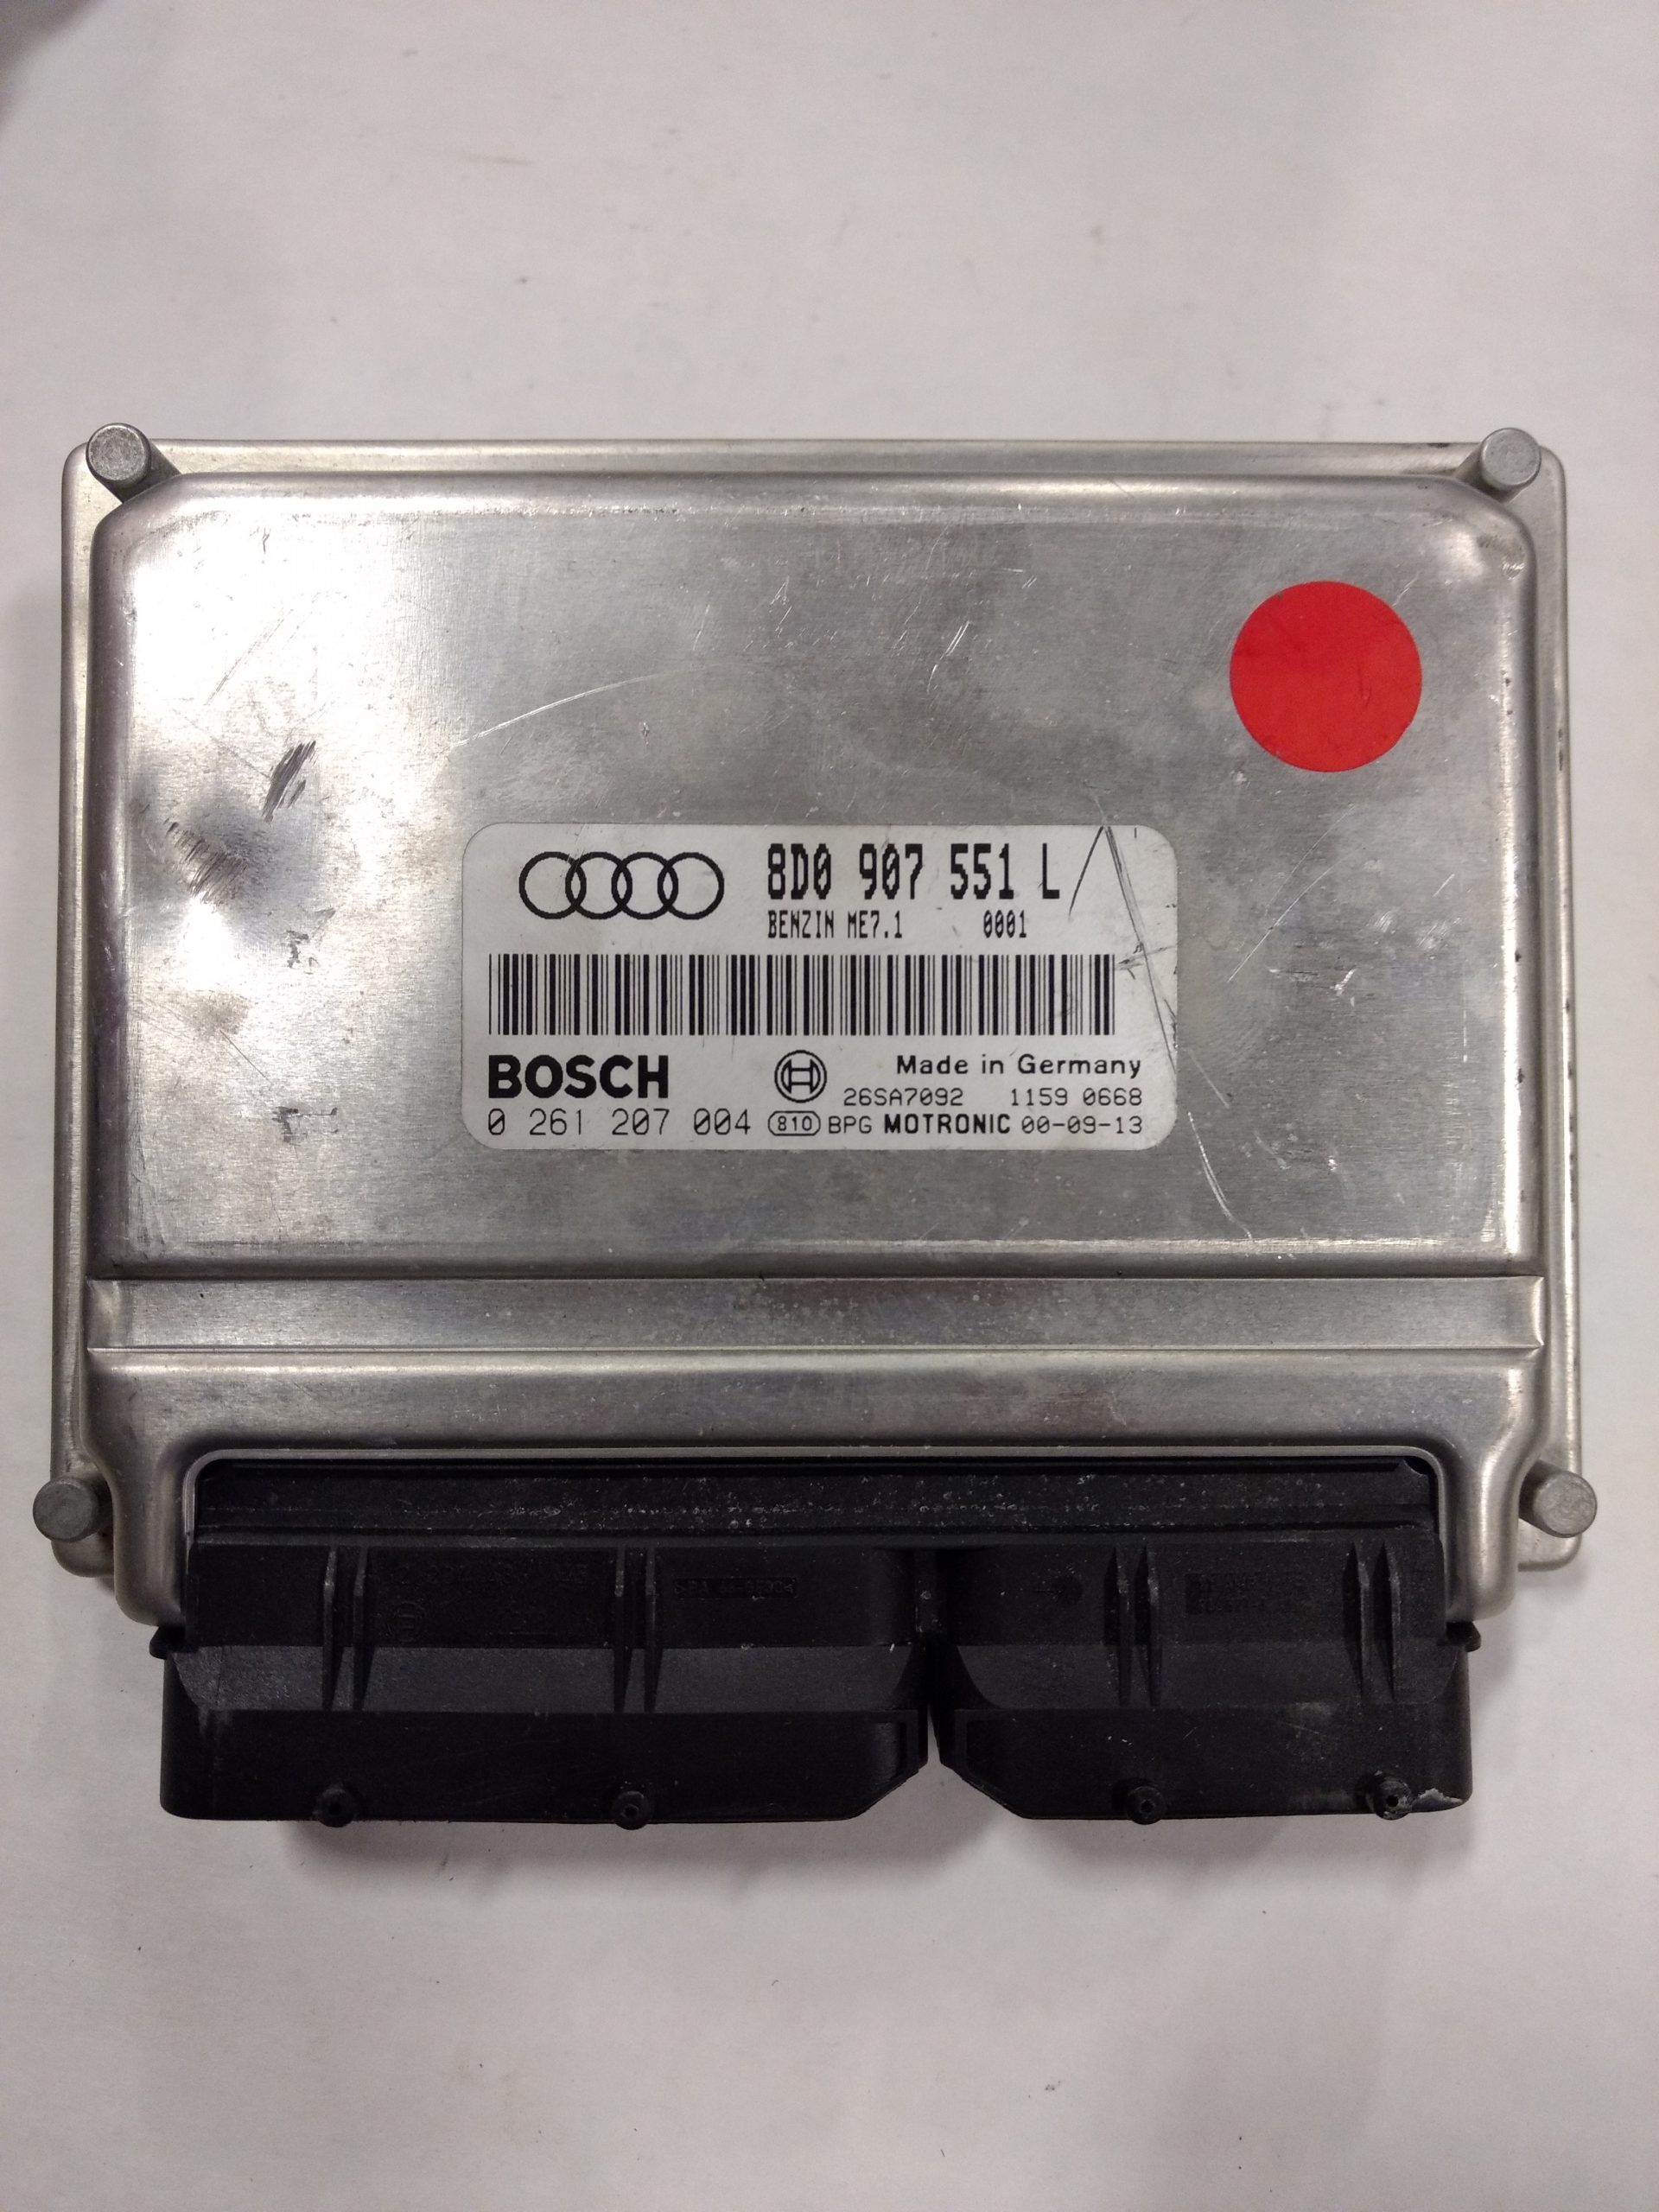 8D0 907 551 L
BENZIN ME7.1 0001
BOSCH
Made in Germany
26SA7092 1159 0668
0 261 207 004 810 BPG MOTRONIC 00-09-13